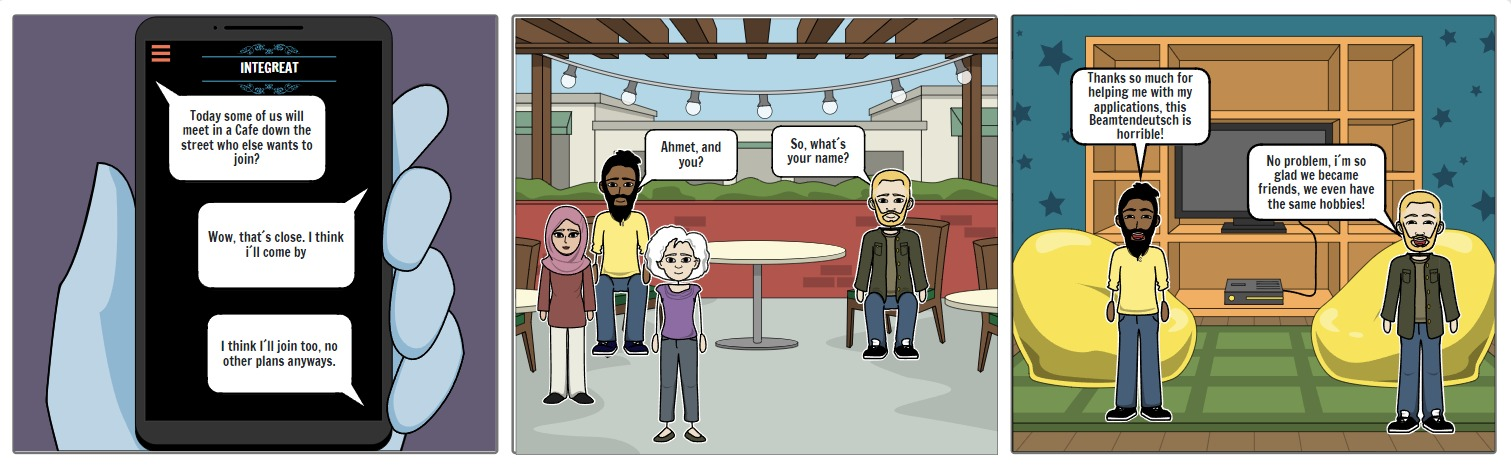 INTEGREAT
Today some of us will
meet in a Cafe down the
street who else wants to
join?
Wow, that´s close. I think
i´ll come by
I think I´ll join too, no
other plans anyways.
Ahmet, and
you?
So, what´s
your name?
Thanks so much for
helping me with my
applications, this
Beamtendeutsch is
horrible!
No problem, i´m so
glad we became
friends, we even have
the same hobbies!